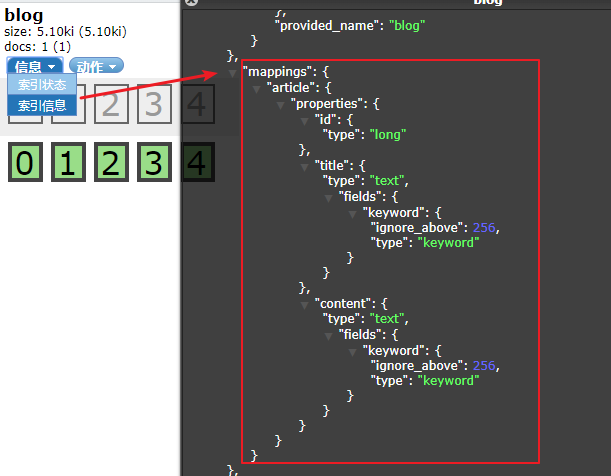 blog
size: 5.10ki (5.10ki)
docs: 1 (1)
信息 动作
索引状态
索引信息
2 3 4
0 1 2 3 4
blog
},
"provided_name": "blog"
}
},
"mappings": {
"article": {
"properties": {
"id": {
"type": "long"
},
"title": {
"type": "text",
"fields": {
"keyword": {
"ignore_above": 256,
"type": "keyword"
}
}
},
"content": {
"type": "text",
"fields": {
"keyword": {
"ignore_above": 256,
"type": "keyword"
}
}
}
}
}
},